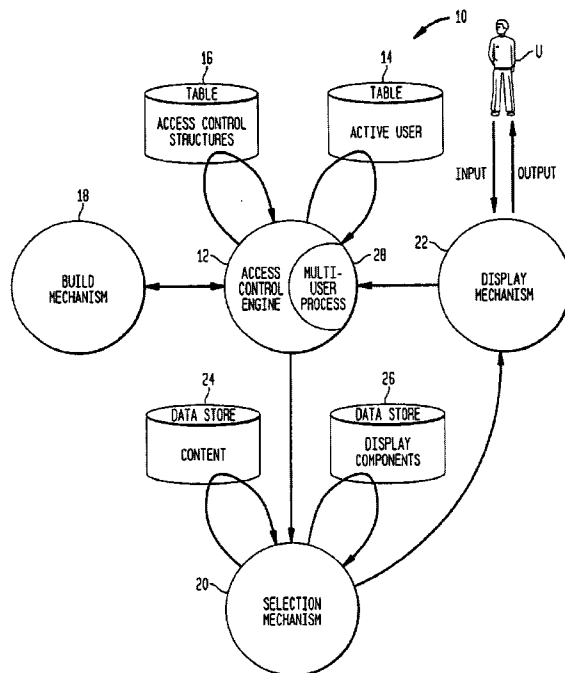 10
16
14
U
TABLE
TABLE
ACCESS CONTROL
STRUCTURES
ACTIVE USER
INPUT
OUTPUT
18
12
28
22
BUILD MECHANISM
ACCESS
CONTROL
ENGINE
MULTI-
USER
PROCESS
DISPLAY
MECHANISM
24
26
DATA STORE
DATA STORE
CONTENT
DISPLAY
COMPONENTS
20
SELECTION
MECHANISM